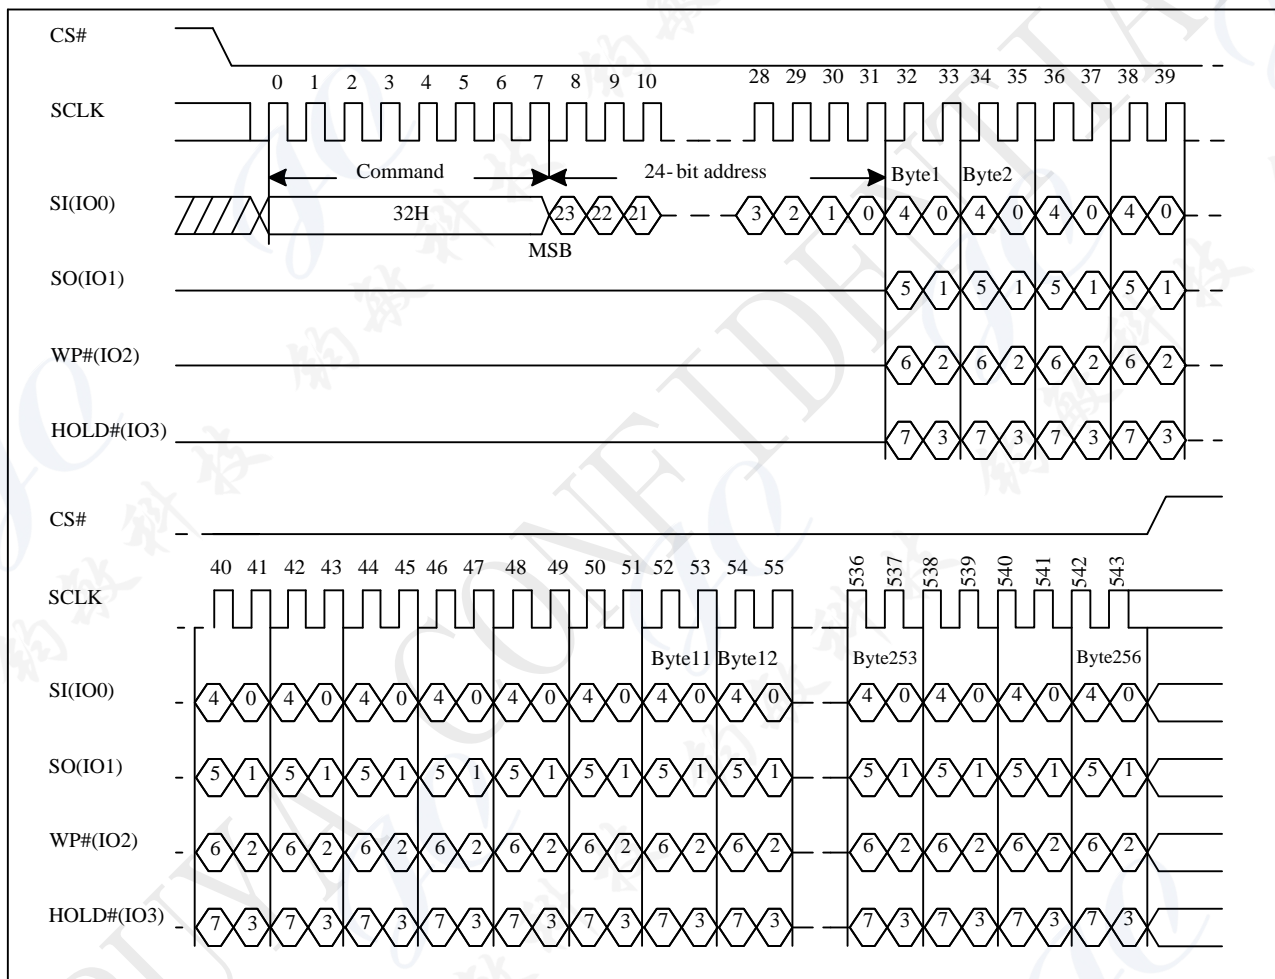 CS#
0 1 2 3 4 5 6 7 8 9 10 28 29 30 31 32 33 34 35 36 37 38 39
SCLK
Command 24-bit address Byte1 Byte2
SI(IO0) 32H 23 22 21 3 2 1 0 4 0 4 0 4 0 4 0
MSB
SO(IO1) 5 1 5 1 5 1 5 1
WP#(IO2) 6 2 6 2 6 2 6 2
HOLD#(IO3) 7 3 7 3 7 3 7 3
CS#
40 41 42 43 44 45 46 47 48 49 50 51 52 53 54 55 536 537 538 539 540 541 542 543
SCLK
Byte11 Byte12 Byte253 Byte256
SI(IO0) 4 0 4 0 4 0 4 0 4 0 4 0 4 0 4 0 4 0 4 0 4 0 4 0
SO(IO1) 5 1 5 1 5 1 5 1 5 1 5 1 5 1 5 1 5 1 5 1 5 1 5 1
WP#(IO2) 6 2 6 2 6 2 6 2 6 2 6 2 6 2 6 2 6 2 6 2 6 2 6 2
HOLD#(IO3) 7 3 7 3 7 3 7 3 7 3 7 3 7 3 7 3 7 3 7 3 7 3 7 3
PUYA CONFIDENTIA